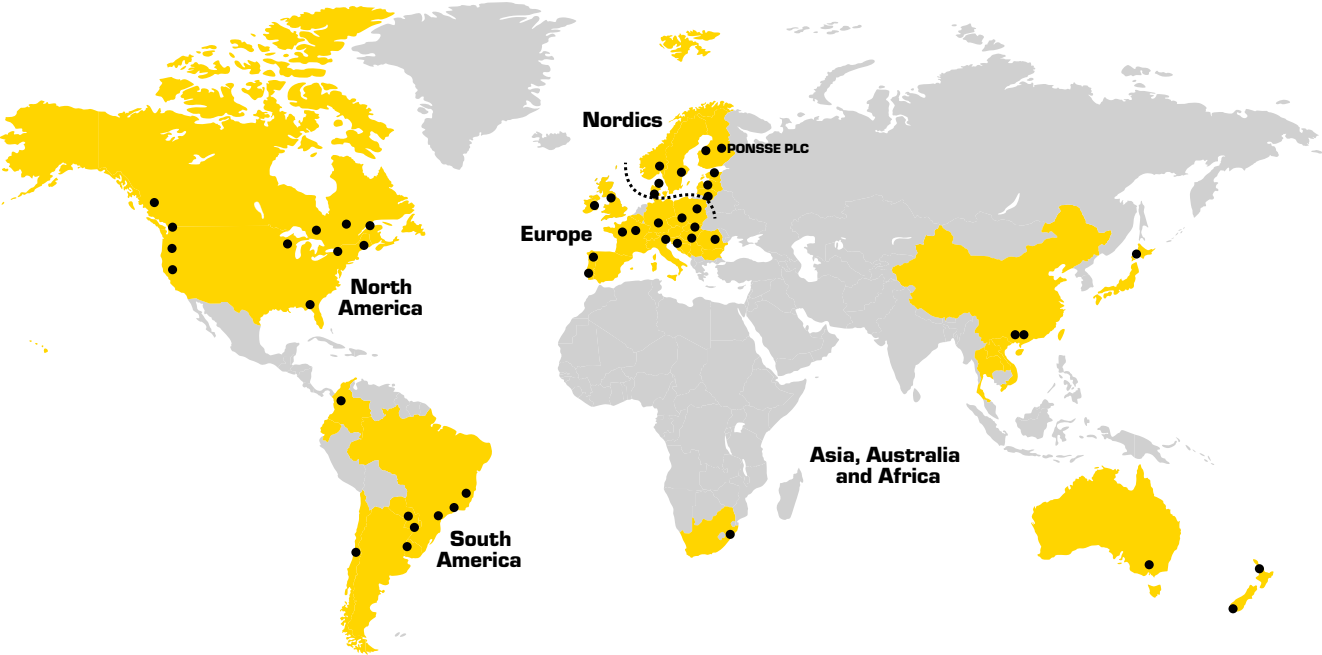 Nordics
PONSSE PLC
Europe
North
America
Asia, Australia
and Africa
South
America